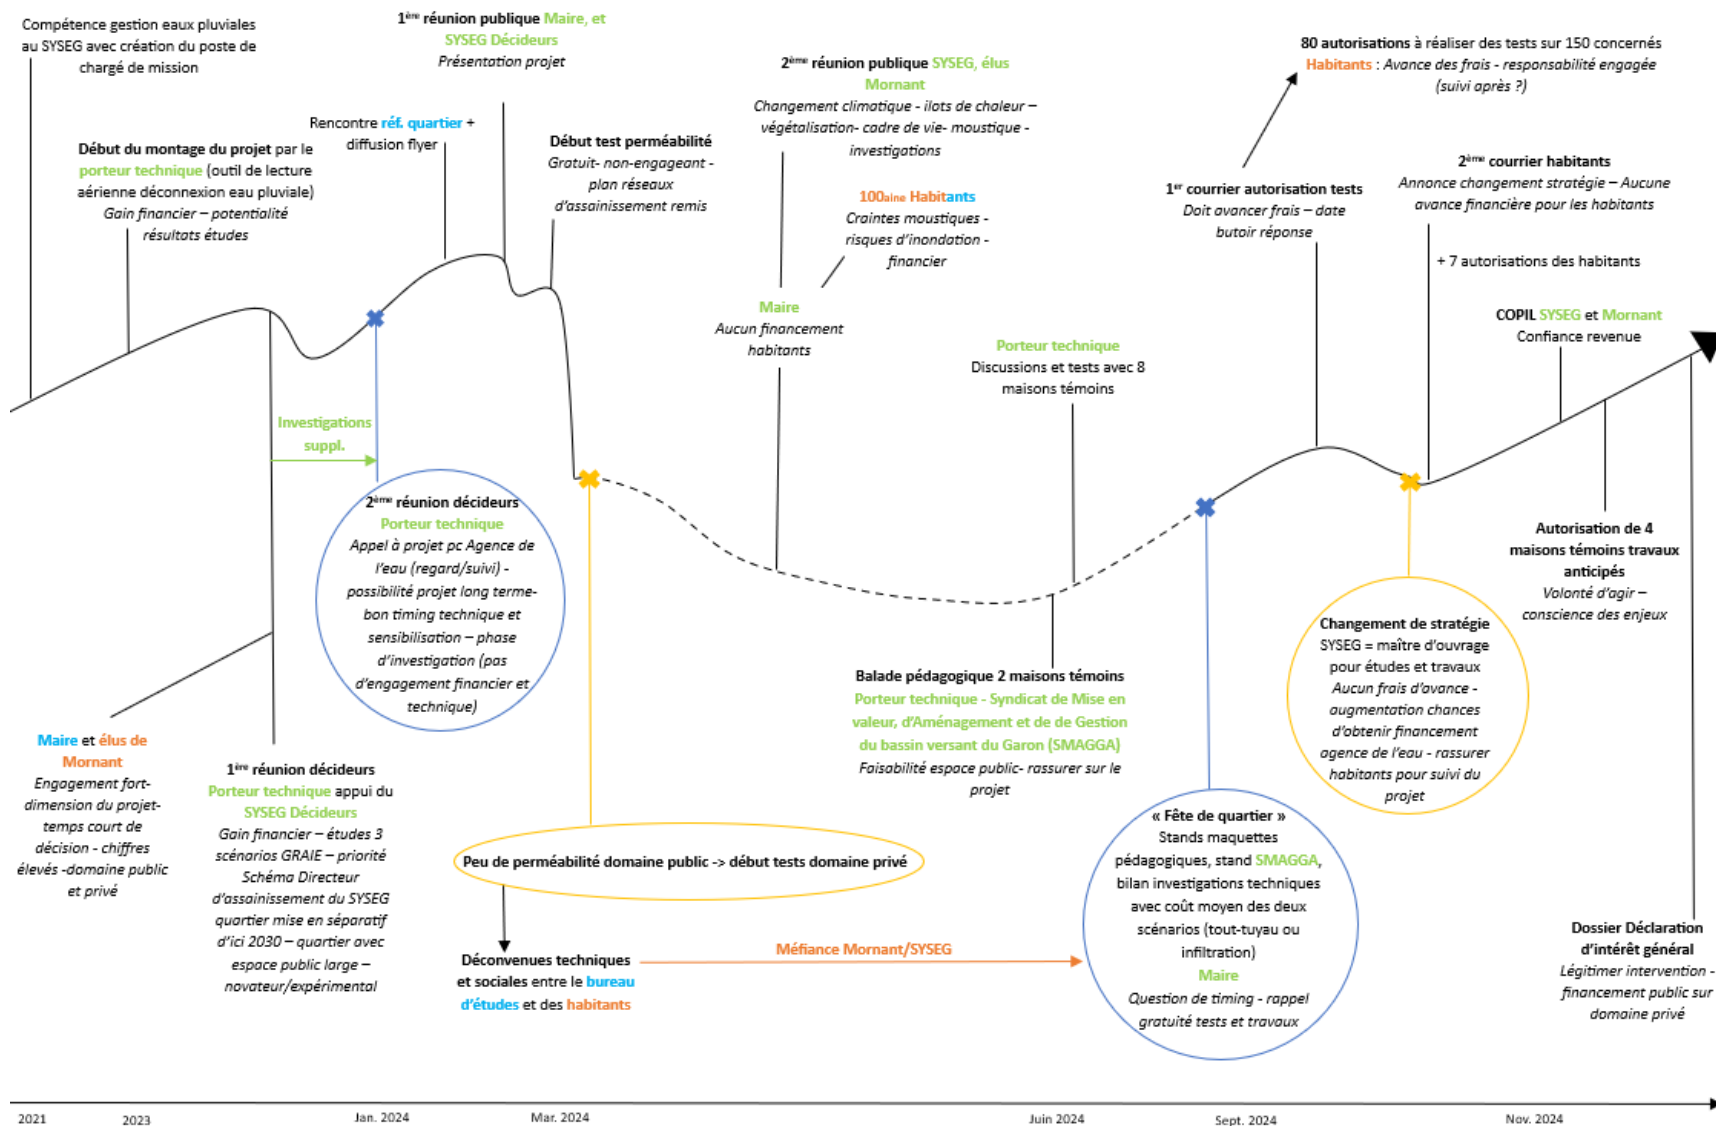 Compétence gestion eaux pluviales
au SYSEG avec création du poste de
chargé de mission
Début du montage du projet par le
porteur technique (outil de lecture
aérienne déconnexion eau pluviale)
Gain financier – potentialité
résultats études
Rencontre réf. quartier +
diffusion flyer
1ère réunion publique Maire, et
SYSEG Décideurs
Présentation projet
Début test perméabilité
Gratuit- non-engageant -
plan réseaux
d'assainissement remis
2ème réunion publique SYSEG, élus
Mornant
Changement climatique - ilots de chaleur –
végétalisation- cadre de vie- moustique -
investigations
100aine Habitants
Craintes moustiques -
risques d'inondation -
financier
Maire
Aucun financement
habitants
Porteur technique
Discussions et tests avec 8
maisons témoins
80 autorisations à réaliser des tests sur 150 concernés
Habitants : Avance des frais - responsabilité engagée
(suivi après ?)
1er courrier autorisation tests
Doit avancer frais – date
butoir réponse
2ème courrier habitants
Annonce changement stratégie – Aucune
avance financière pour les habitants
+ 7 autorisations des habitants
COPIL SYSEG et Mornant
Confiance revenue
Investigations
suppl.
2ème réunion décideurs
Porteur technique
Appel à projet pc Agence de
l'eau (regard/suivi) -
possibilité projet long terme-
bon timing technique et
sensibilisation – phase
d'investigation (pas
d'engagement financier et
technique)
Maire et élus de
Mornant
Engagement fort-
dimension du projet-
temps court de
décision - chiffres
élevés -domaine public
et privé
1ère réunion décideurs
Porteur technique appui du
SYSEG Décideurs
Gain financier – études 3
scénarios GRAIE – priorité
Schéma Directeur
d'assainissement du SYSEG
quartier mise en séparatif
d'ici 2030 – quartier avec
espace public large –
novateur/expérimental
Peu de perméabilité domaine public -> début tests domaine privé
Déconvenues techniques
et sociales entre le bureau
d'études et des habitants
Méfiance Mornant/SYSEG
Balade pédagogique 2 maisons témoins
Porteur technique - Syndicat de Mise en
valeur, d'Aménagement et de de Gestion
du bassin versant du Garon (SMAGGA)
Faisabilité espace public- rassurer sur le
projet
« Fête de quartier »
Stands maquettes
pédagogiques, stand SMAGGA,
bilan investigations techniques
avec coût moyen des deux
scénarios (tout-tuyau ou
infiltration)
Maire
Question de timing - rappel
gratuité tests et travaux
Changement de stratégie
SYSEG = maître d'ouvrage
pour études et travaux
Aucun frais d'avance -
augmentation chances
d'obtenir financement
agence de l'eau - rassurer
habitants pour suivi du
projet
Autorisation de 4
maisons témoins travaux
anticipés
Volonté d'agir –
conscience des enjeux
Dossier Déclaration
d'intérêt général
Légitimer intervention -
financement public sur
domaine privé
2021
2023
Jan. 2024
Mar. 2024
Juin 2024
Sept. 2024
Nov. 2024